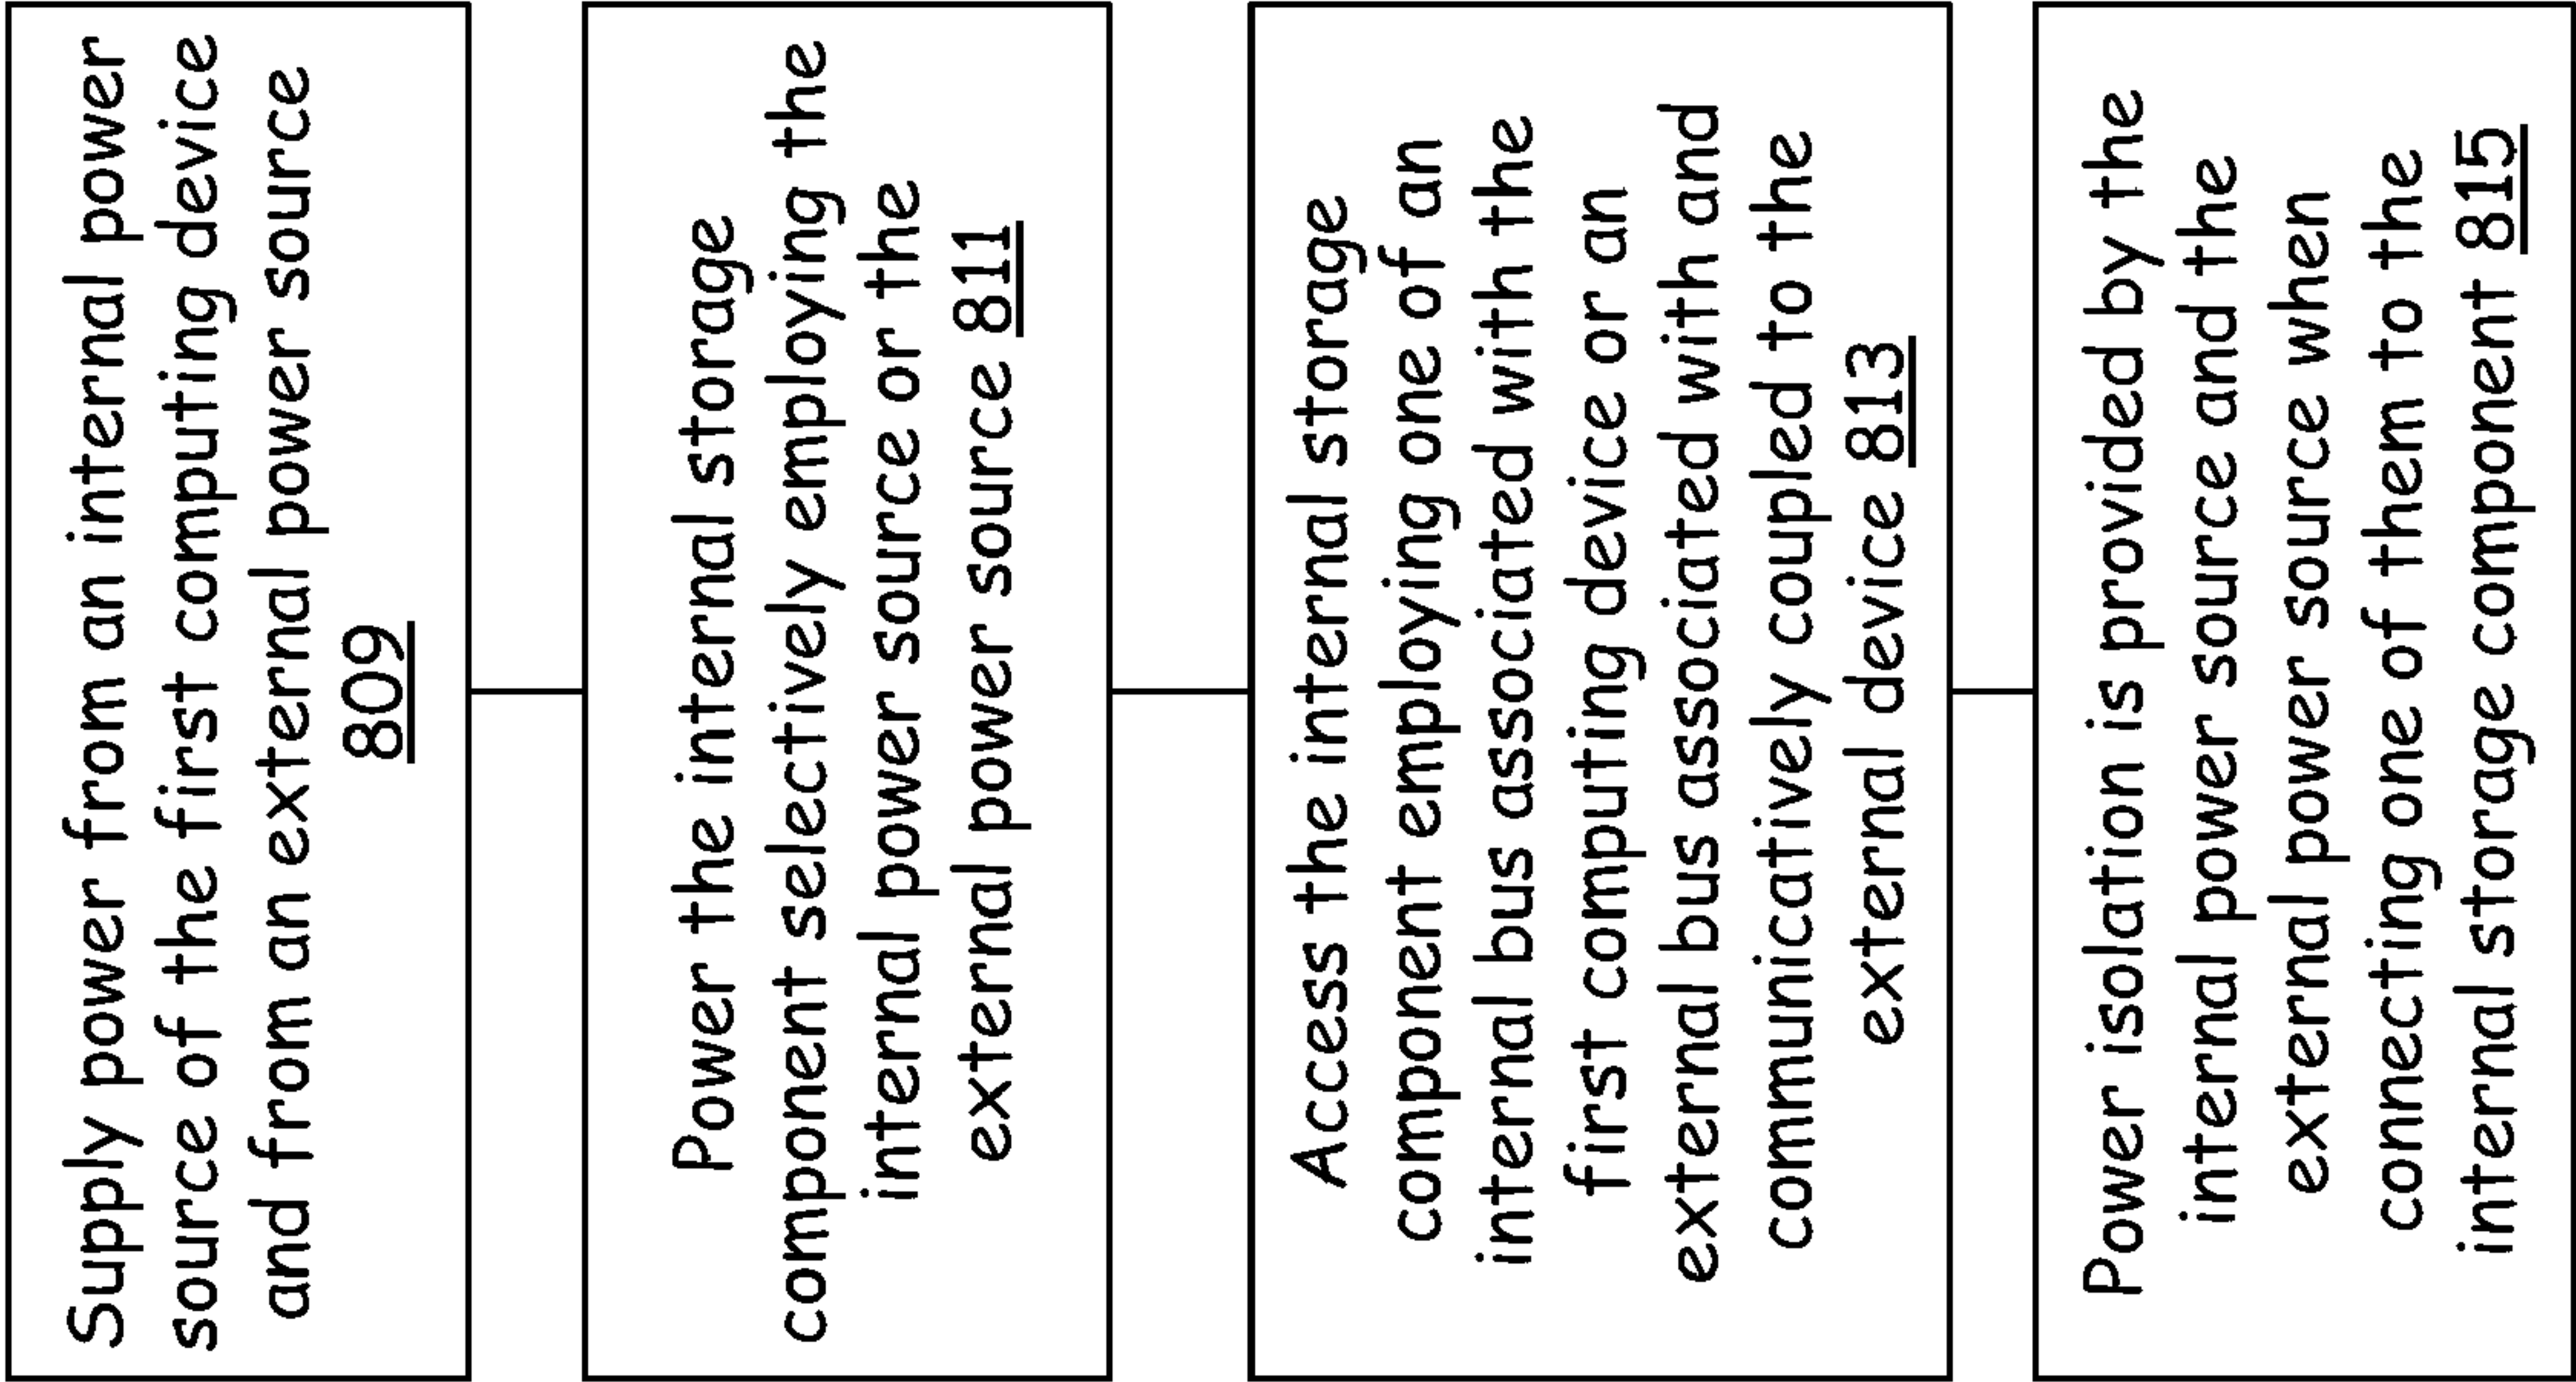 Supply power from an internal power
source of the first computing device
and from an external power source
809
Power the internal storage
component selectively employing the
internal power source or the
external power source 811
Access the internal storage
component employing one of an
internal bus associated with the
first computing device or an
external bus associated with and
communicatively coupled to the
external device 813
Power isolation is provided by the
internal power source and the
external power source when
connecting one of them to the
internal storage component 815